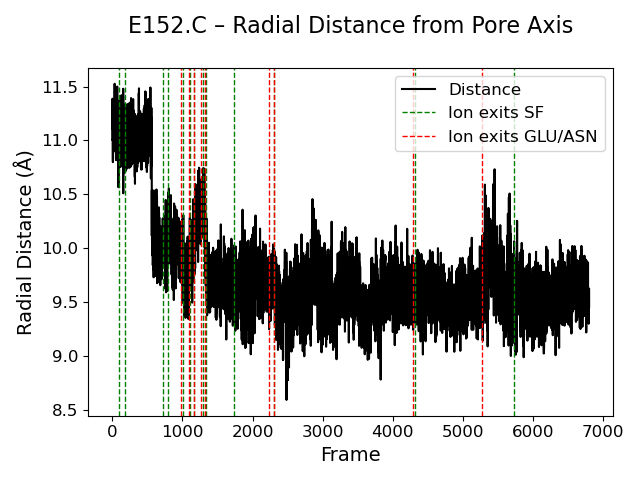 E152.C – Radial Distance from Pore Axis
Distance
Ion exits SF
Ion exits GLU/ASN
Radial Distance (Å)
11.5
11.0
10.5
10.0
9.5
9.0
8.5
0 1000 2000 3000 4000 5000 6000 7000
Frame